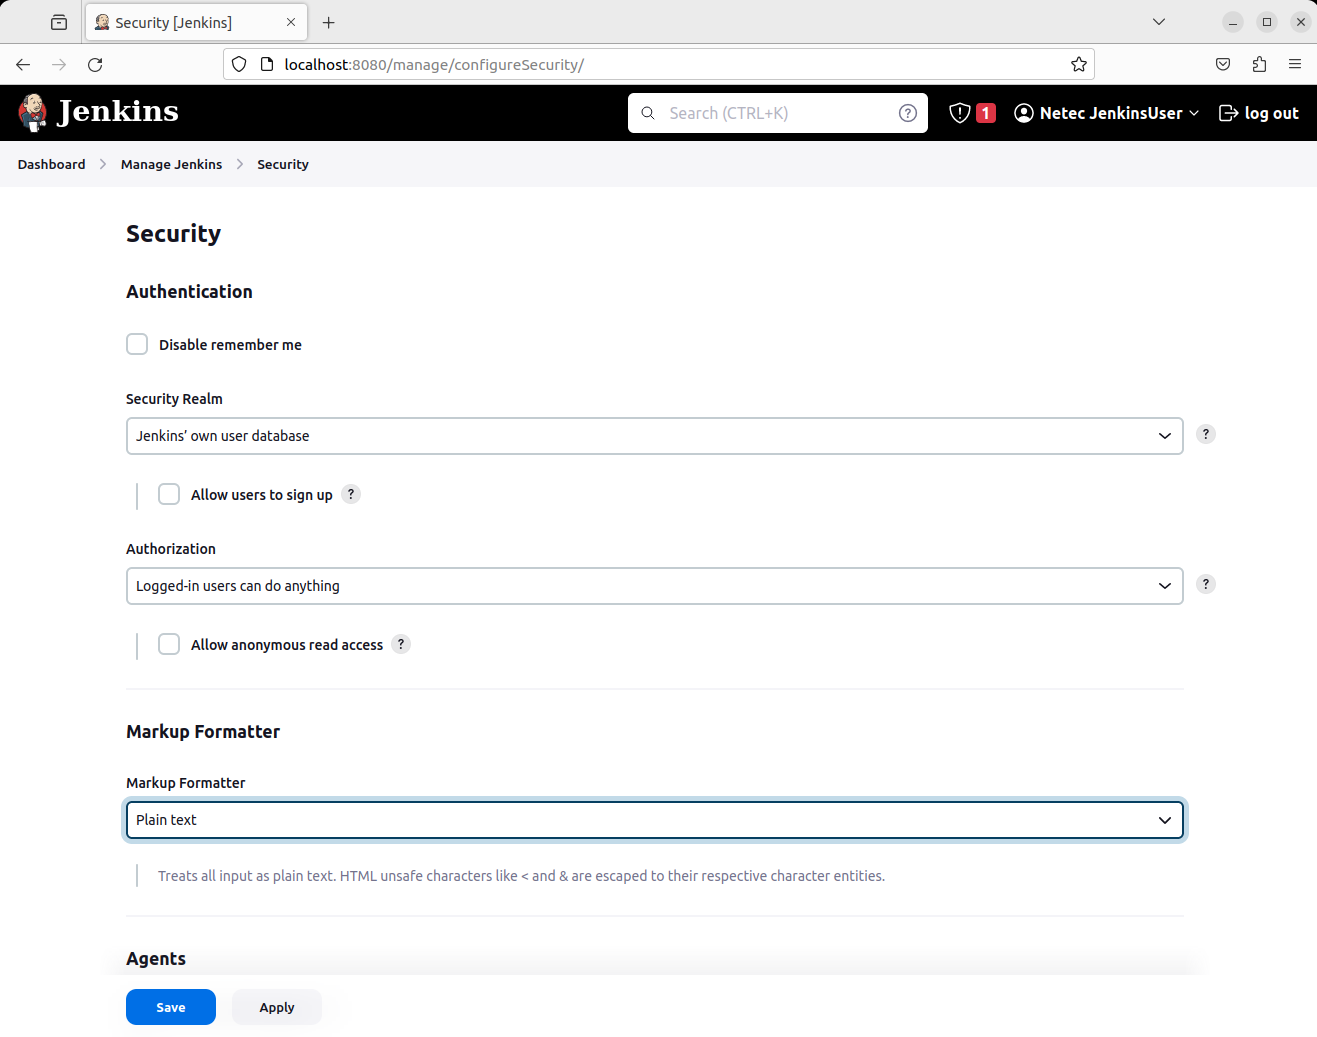 Security [Jenkins]
localhost:8080/manage/configureSecurity/
Jenkins
Search (CTRL+K)
?
1
Netec JenkinsUser
log out
Dashboard
Manage Jenkins
Security
Security
Authentication
Disable remember me
Security Realm
Jenkins’ own user database
?
Allow users to sign up
?
Authorization
Logged-in users can do anything
?
Allow anonymous read access
?
Markup Formatter
Markup Formatter
Plain text
Treats all input as plain text. HTML unsafe characters like < and & are escaped to their respective character entities.
Agents
Save
Apply